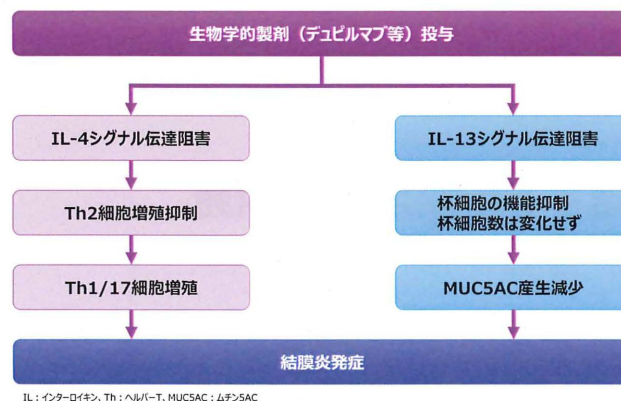 生物学的製剤（デュピルマブ等）投与
IL-4シグナル伝達阻害
IL-13シグナル伝達阻害
Th2細胞増殖抑制
杯細胞の機能抑制
杯細胞数は変化せず
Th1/17細胞増殖
MUC5AC産生減少
結膜炎発症
IL：インターロイキン、Th：ヘルパーT、MUC5AC：ムチン5AC